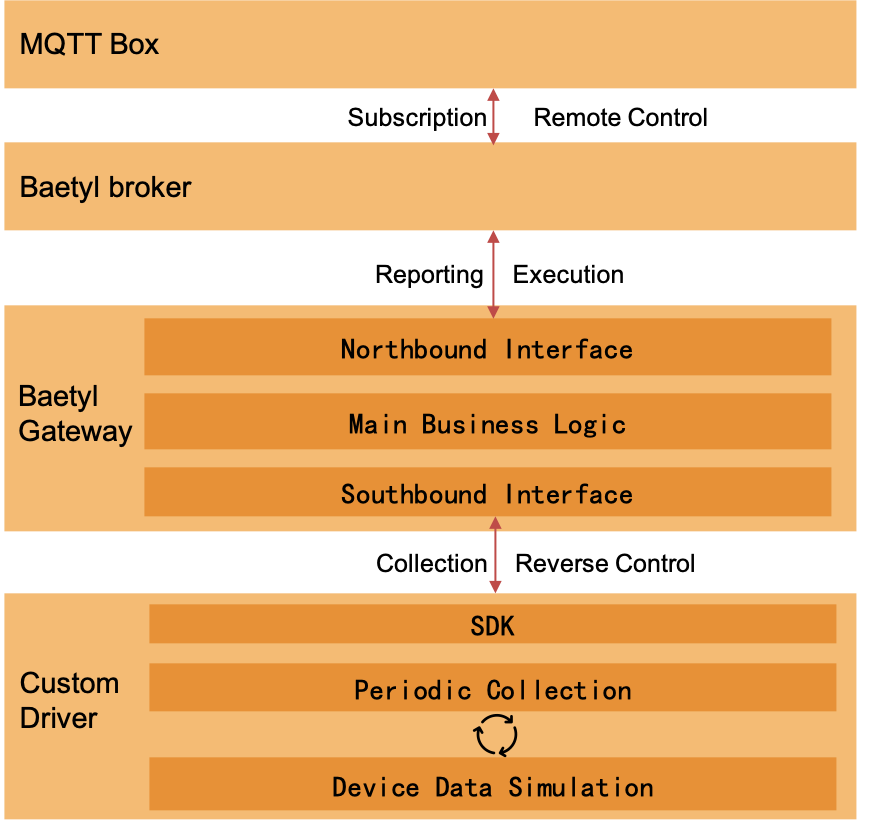 MQTT Box
Subscription
Remote Control
Baetyl broker
Reporting
Execution
Northbound Interface
Baetyl
Gateway
Main Business Logic
Southbound Interface
Collection
Reverse Control
SDK
Custom
Driver
Periodic Collection
Device Data Simulation